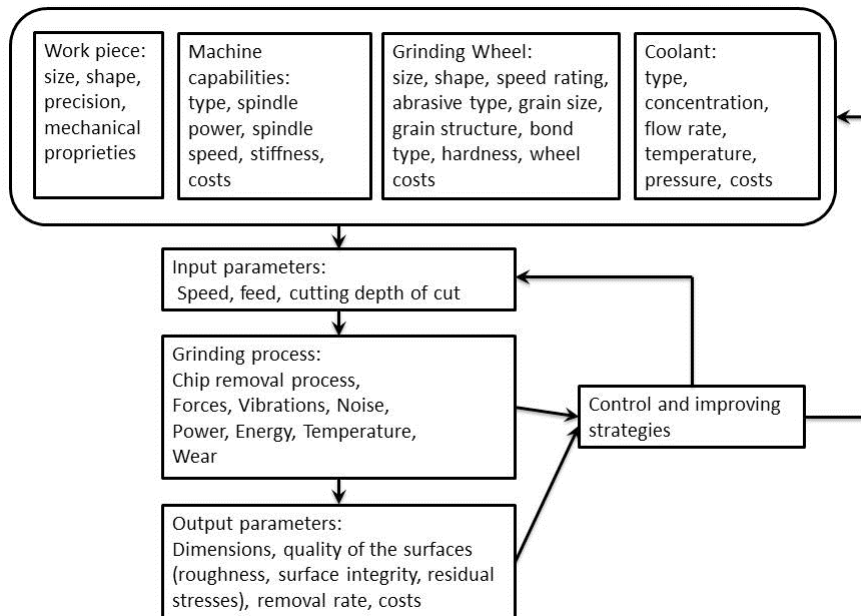 Work piece:
size, shape,
precision,
mechanical
proprieties
Machine
capabilities:
type, spindle
power, spindle
speed, stiffness,
costs
Grinding Wheel:
size, shape, speed rating,
abrasive type, grain size,
grain structure, bond
type, hardness, wheel
costs
Coolant:
type,
concentration,
flow rate,
temperature,
pressure, costs
Input parameters:
Speed, feed, cutting depth of cut
Grinding process:
Chip removal process,
Forces, Vibrations, Noise,
Power, Energy, Temperature,
Wear
Control and improving
strategies
Output parameters:
Dimensions, quality of the surfaces
(roughness, surface integrity, residual
stresses), removal rate, costs